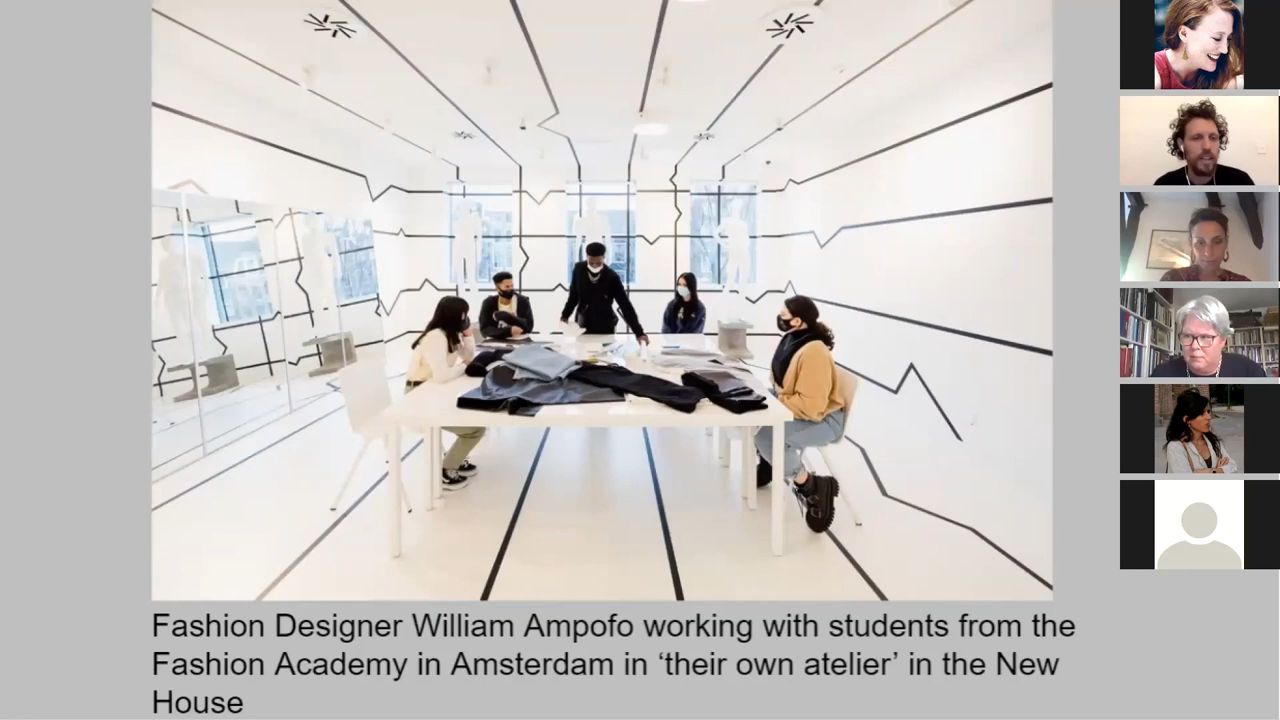 Fashion Designer William Ampofo working with students from the
Fashion Academy in Amsterdam in ‘their own atelier’ in the New
House